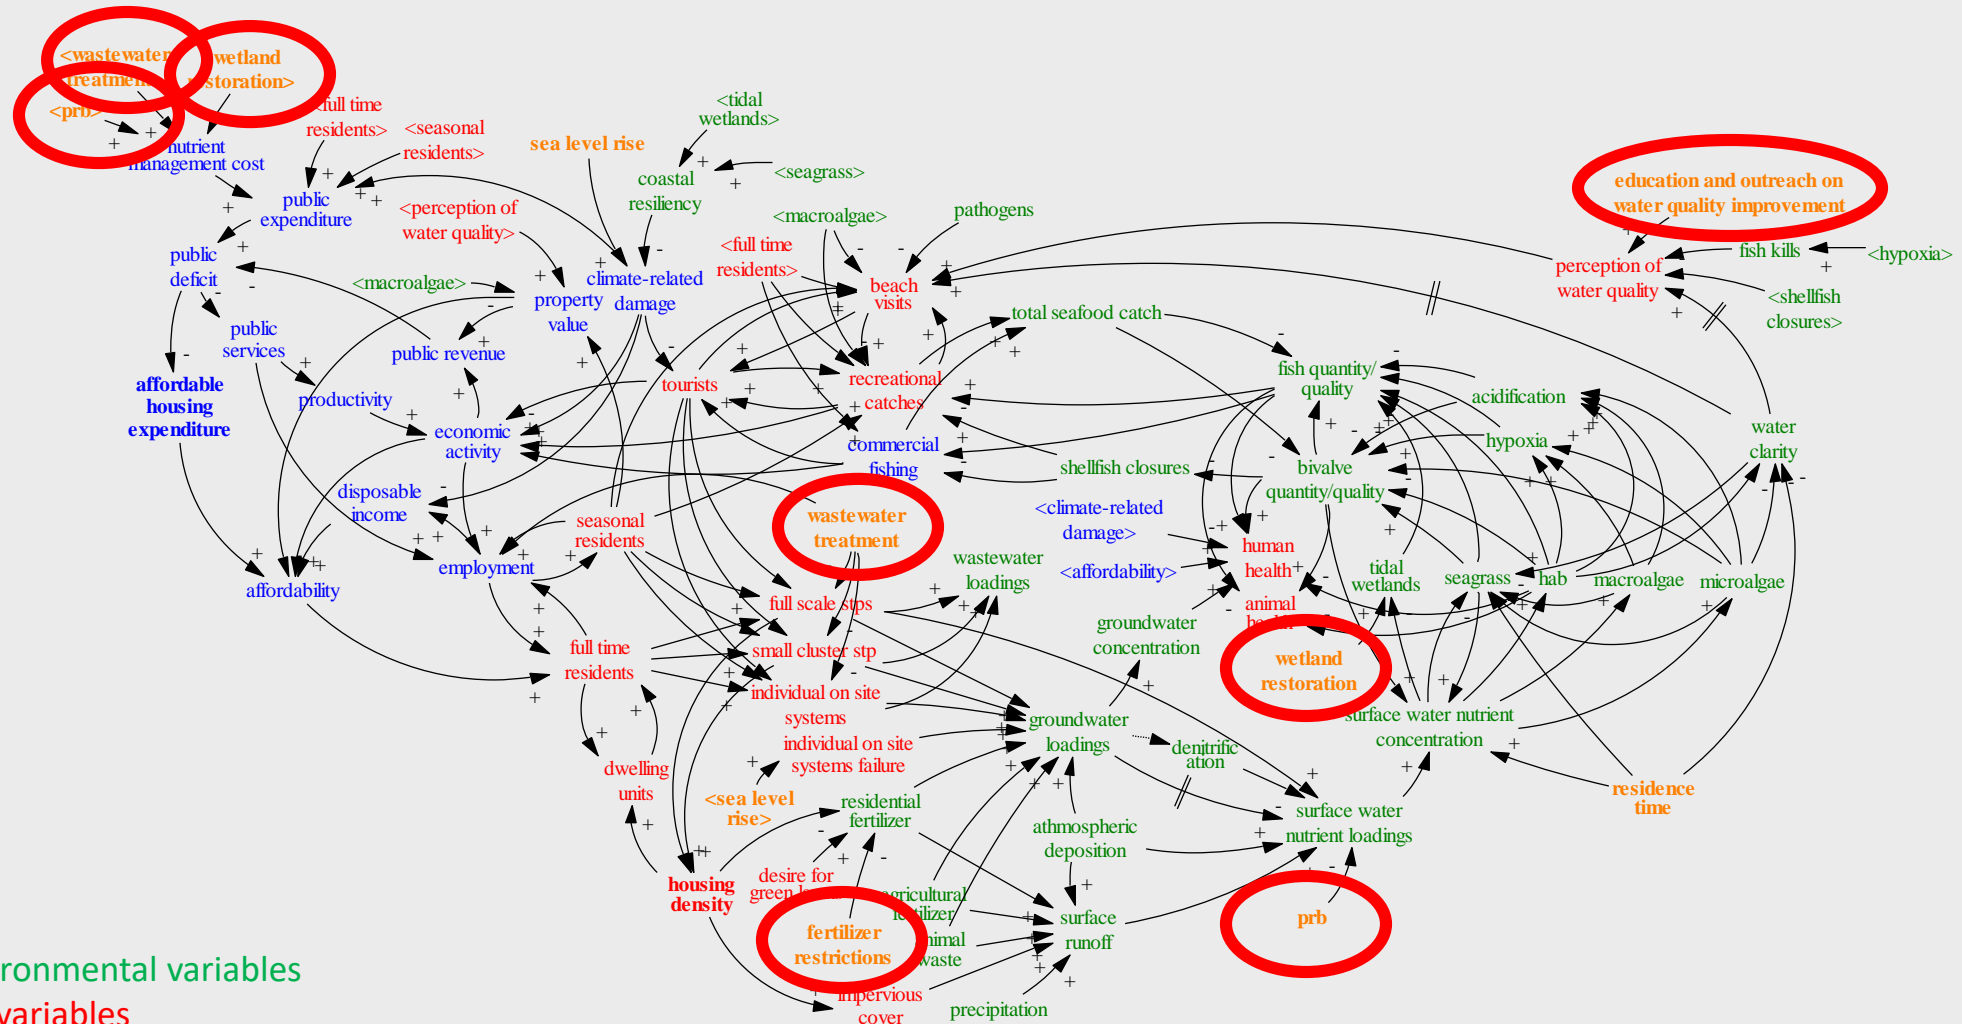 <wastewater
treatment>
wetland
restoration>
<prb>
nutrient
management cost
<full time
residents>
<seasonal
residents>
public
expenditure
public
deficit
public
services
affordable
housing
expenditure
<macroalgae>
<perception of
water quality>
property
value
public revenue
productivity
economic
activity
disposable
income
employment
affordability
sea level rise
<tidal
wetlands>
coastal
resiliency
<seagrass>
climate-related
damage
<macroalgae>
<full time
residents>
pathogens
beach
visits
tourists
recreational
catches
commercial
fishing
total seafood catch
shellfish closures
seasonal
residents
wastewater
treatment
wastewater
loadings
full scale stps
small cluster stp
individual on site
systems
individual on site
systems failure
<sea level
rise>
full time
residents
dwelling
units
housing
density
residential
fertilizer
desire for
green
fertilizer
restrictions
agricultural
fertilizer
animal
waste
impervious
cover
precipitation
surface
runoff
athmospheric
deposition
groundwater
loadings
groundwater
concentration
denitrific
ation
surface water
nutrient loadings
prb
surface water nutrient
concentration
residence
time
wetland
restoration
<climate-related
damage>
<affordability>
human
health
animal
health
tidal
wetlands
seagrass
hab
macroalgae
microalgae
fish quantity/
quality
bivalve
quantity/quality
acidification
hypoxia
water
clarity
education and outreach on
water quality improvement
perception of
water quality
fish kills
<hypoxia>
<shellfish
closures>
ronmental variables
variables